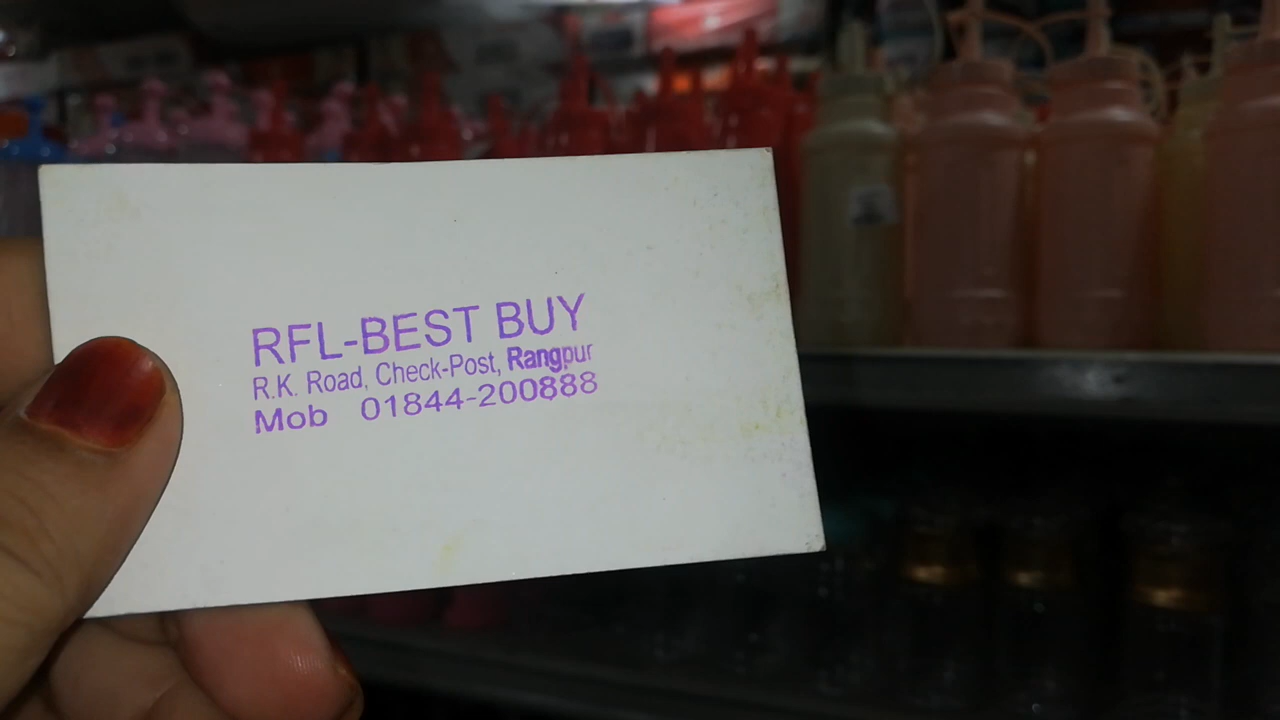 RFL-BEST BUY
R.K. Road, Check-Post, Rangpur
Mob 01844-200888